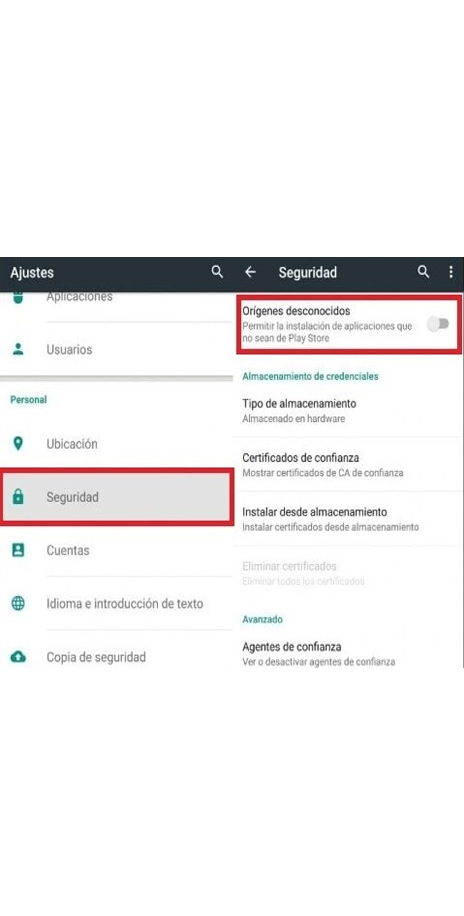 Ajustes
Aplicaciones
Usuarios
Personal
Ubicación
Seguridad
Cuentas
Idioma e introducción de texto
Copia de seguridad
Seguridad
Orígenes desconocidos
Permitir la instalación de aplicaciones que
no sean de Play Store
Almacenamiento de credenciales
Tipo de almacenamiento
Almacenado en hardware
Certificados de confianza
Mostrar certificados de CA de confianza
Instalar desde almacenamiento
Instalar certificados desde almacenamiento
Eliminar certificados
Eliminar todos los certificados
Avanzado
Agentes de confianza
Ver o desactivar agentes de confianza